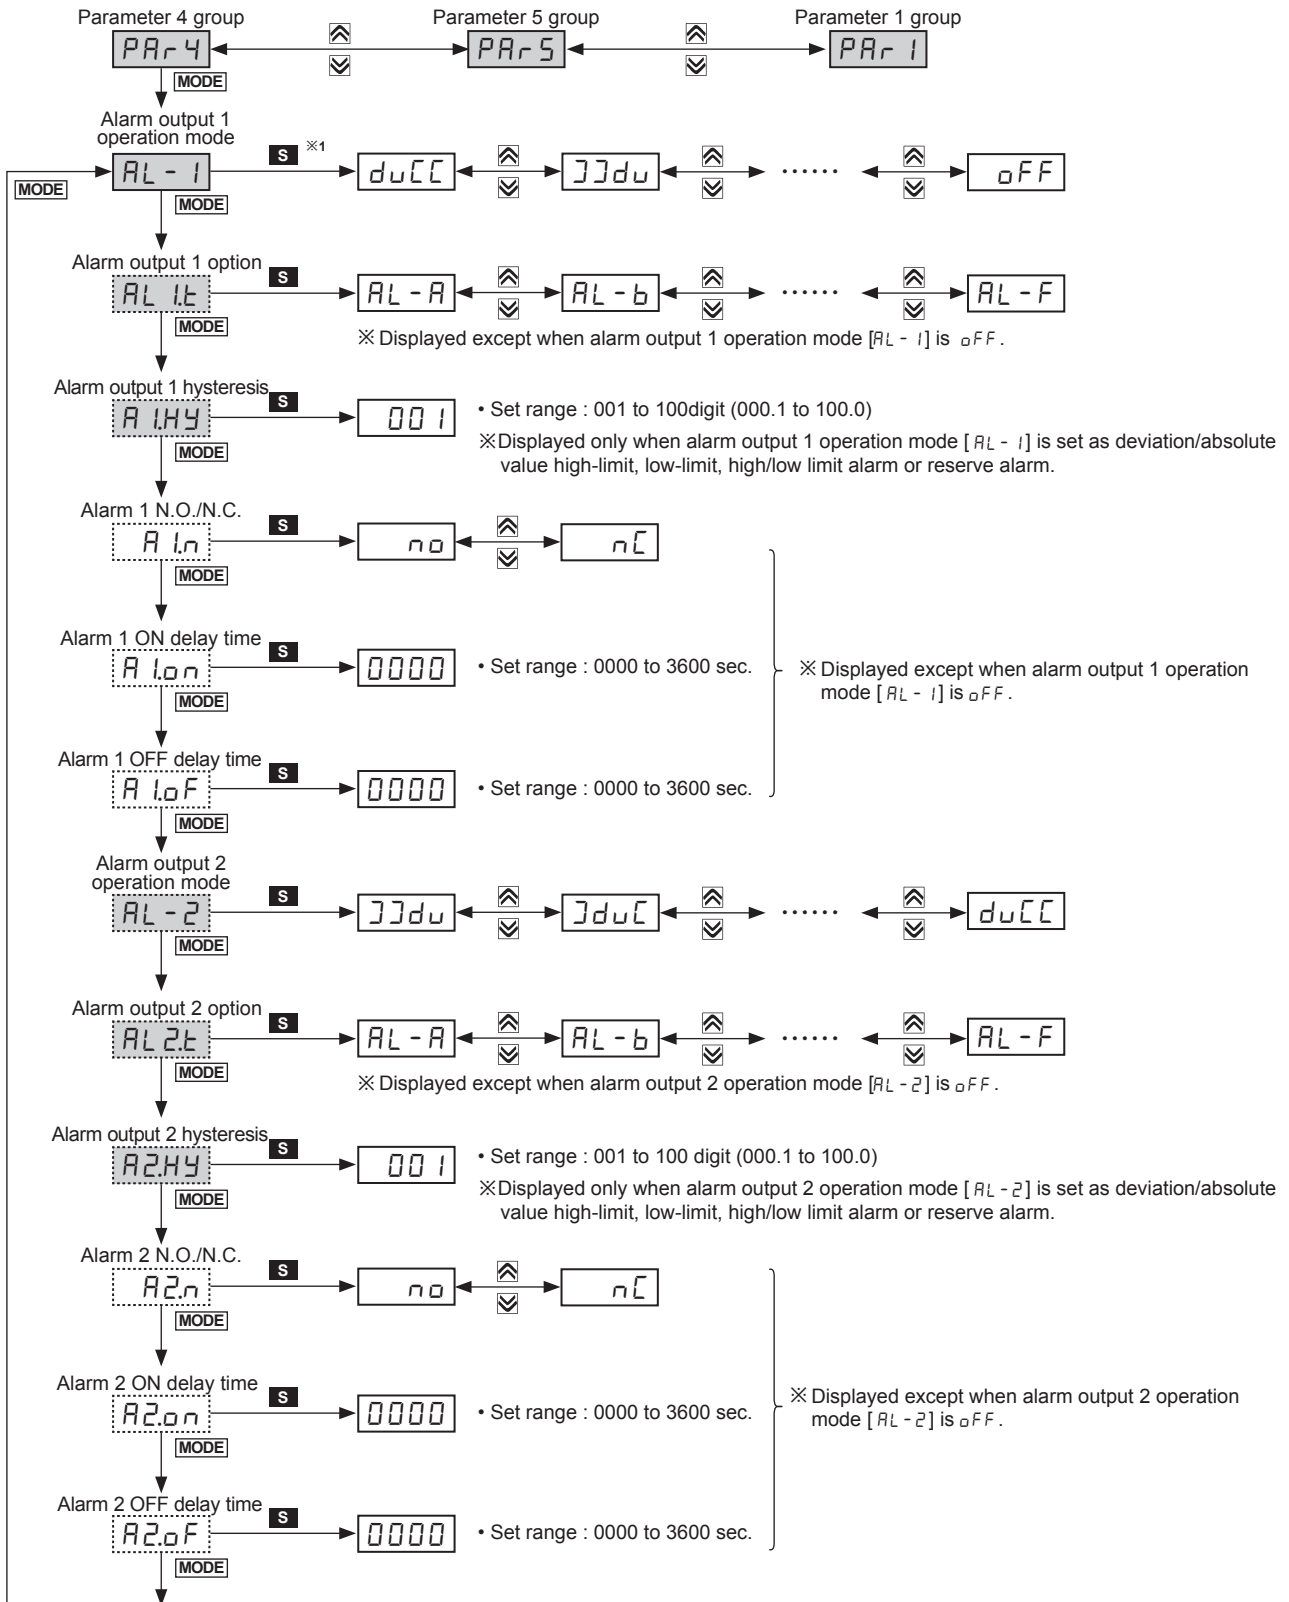 Parameter 4 group Parameter 5 group Parameter 1 group
PAr4 PAr5 PAr1
MODE
Alarm output 1
operation mode
AL-1 S ※1 duCC ]]du ...... oFF
MODE MODE
Alarm output 1 option
AL1.t S AL-A AL-b ...... AL-F
MODE
※ Displayed except when alarm output 1 operation mode [AL-1] is oFF.
Alarm output 1 hysteresis
A1.HY S 001 • Set range : 001 to 100digit (000.1 to 100.0)
MODE
※Displayed only when alarm output 1 operation mode [AL-1] is set as deviation/absolute
value high-limit, low-limit, high/low limit alarm or reserve alarm.
Alarm 1 N.O./N.C.
A1.n S no nC
MODE
Alarm 1 ON delay time
A1.on S 0000 • Set range : 0000 to 3600 sec.
MODE
※ Displayed except when alarm output 1 operation
mode [AL-1] is oFF.
Alarm 1 OFF delay time
A1.oF S 0000 • Set range : 0000 to 3600 sec.
MODE
Alarm output 2
operation mode
AL-2 S ]]du ]duC ...... duCC
MODE
Alarm output 2 option
AL2.t S AL-A AL-b ...... AL-F
MODE
※ Displayed except when alarm output 2 operation mode [AL-2] is oFF.
Alarm output 2 hysteresis
A2.HY S 001 • Set range : 001 to 100 digit (000.1 to 100.0)
MODE
※Displayed only when alarm output 2 operation mode [AL-2] is set as deviation/absolute
value high-limit, low-limit, high/low limit alarm or reserve alarm.
Alarm 2 N.O./N.C.
A2.n S no nC
MODE
Alarm 2 ON delay time
A2.on S 0000 • Set range : 0000 to 3600 sec.
MODE
※ Displayed except when alarm output 2 operation
mode [AL-2] is oFF.
Alarm 2 OFF delay time
A2.oF S 0000 • Set range : 0000 to 3600 sec.
MODE